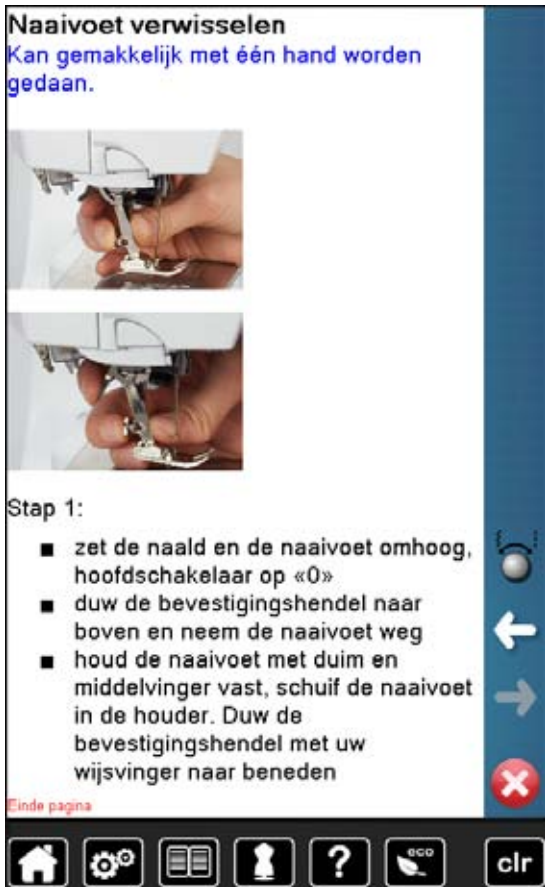 Naaivoet verwisselen
Kan gemakkelijk met één hand worden
gedaan.
Stap 1:
■ zet de naald en de naaivoet omhoog,
hoofdschakelaar op «0»
■ duw de bevestigingshendel naar
boven en neem de naaivoet weg
■ houd de naaivoet met duim en
middelvinger vast, schuif de naaivoet
in de houder. Duw de
bevestigingshendel met uw
wijsvinger naar beneden
Einde pagina
?
eco
clr